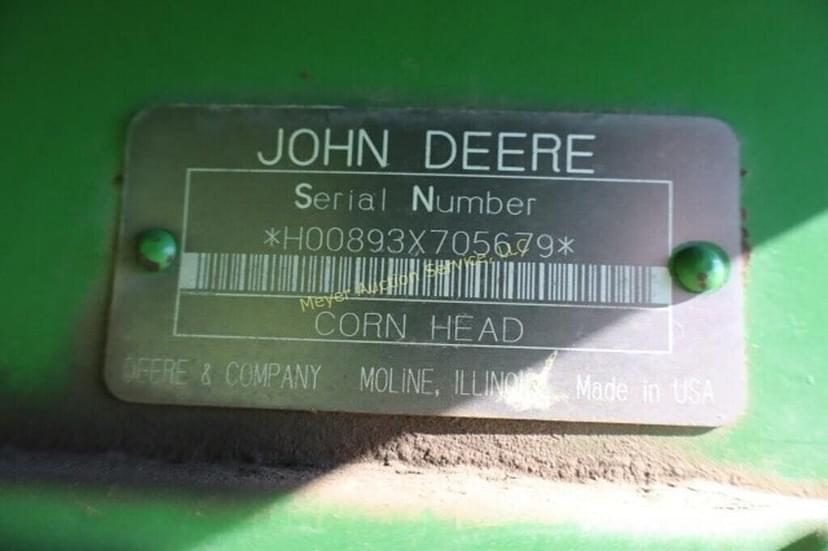 JOHN DEERE
Serial Number
*H00893X705679*
Meyer Auction Service, LLC
CORN HEAD
DEERE & COMPANY MOLINE, ILLINOIS Made in USA